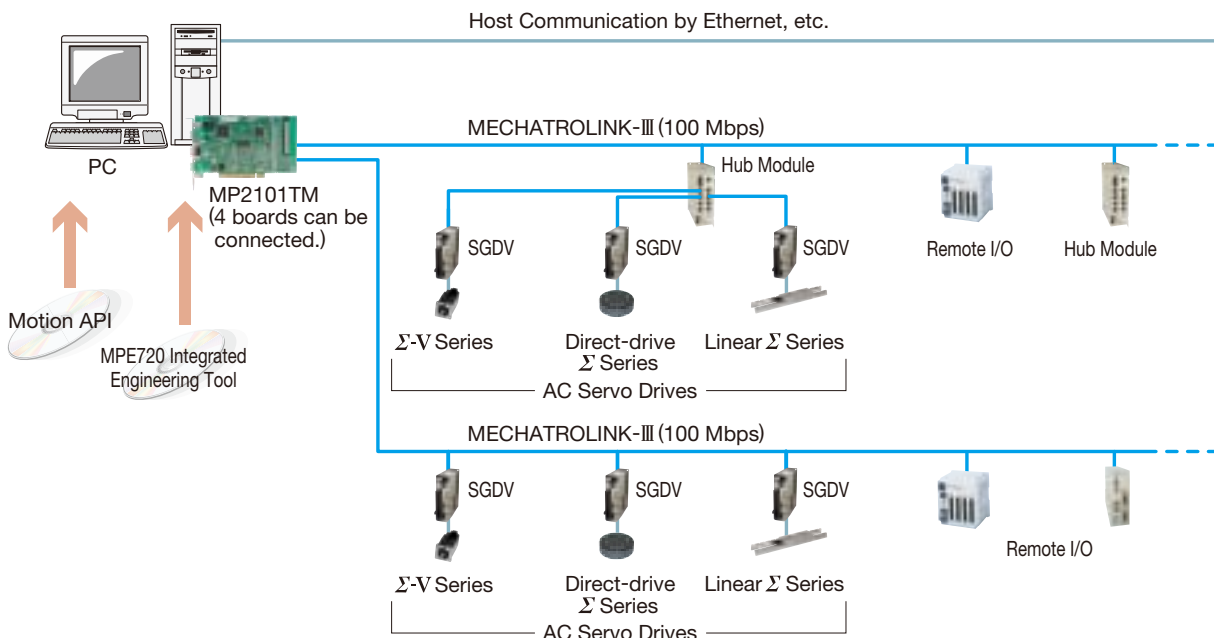 Host Communication by Ethernet, etc.
MECHATROLINK-Ⅲ (100 Mbps)
PC
Hub Module
MP2101TM
(4 boards can be
connected.)
SGDV
SGDV
SGDV
Remote I/O
Hub Module
Motion API
MPE720 Integrated
Engineering Tool
Σ-V Series
Direct-drive
Σ Series
Linear Σ Series
AC Servo Drives
MECHATROLINK-Ⅲ (100 Mbps)
SGDV
SGDV
SGDV
Remote I/O
Σ-V Series
Direct-drive
Σ Series
Linear Σ Series
AC Servo Drives